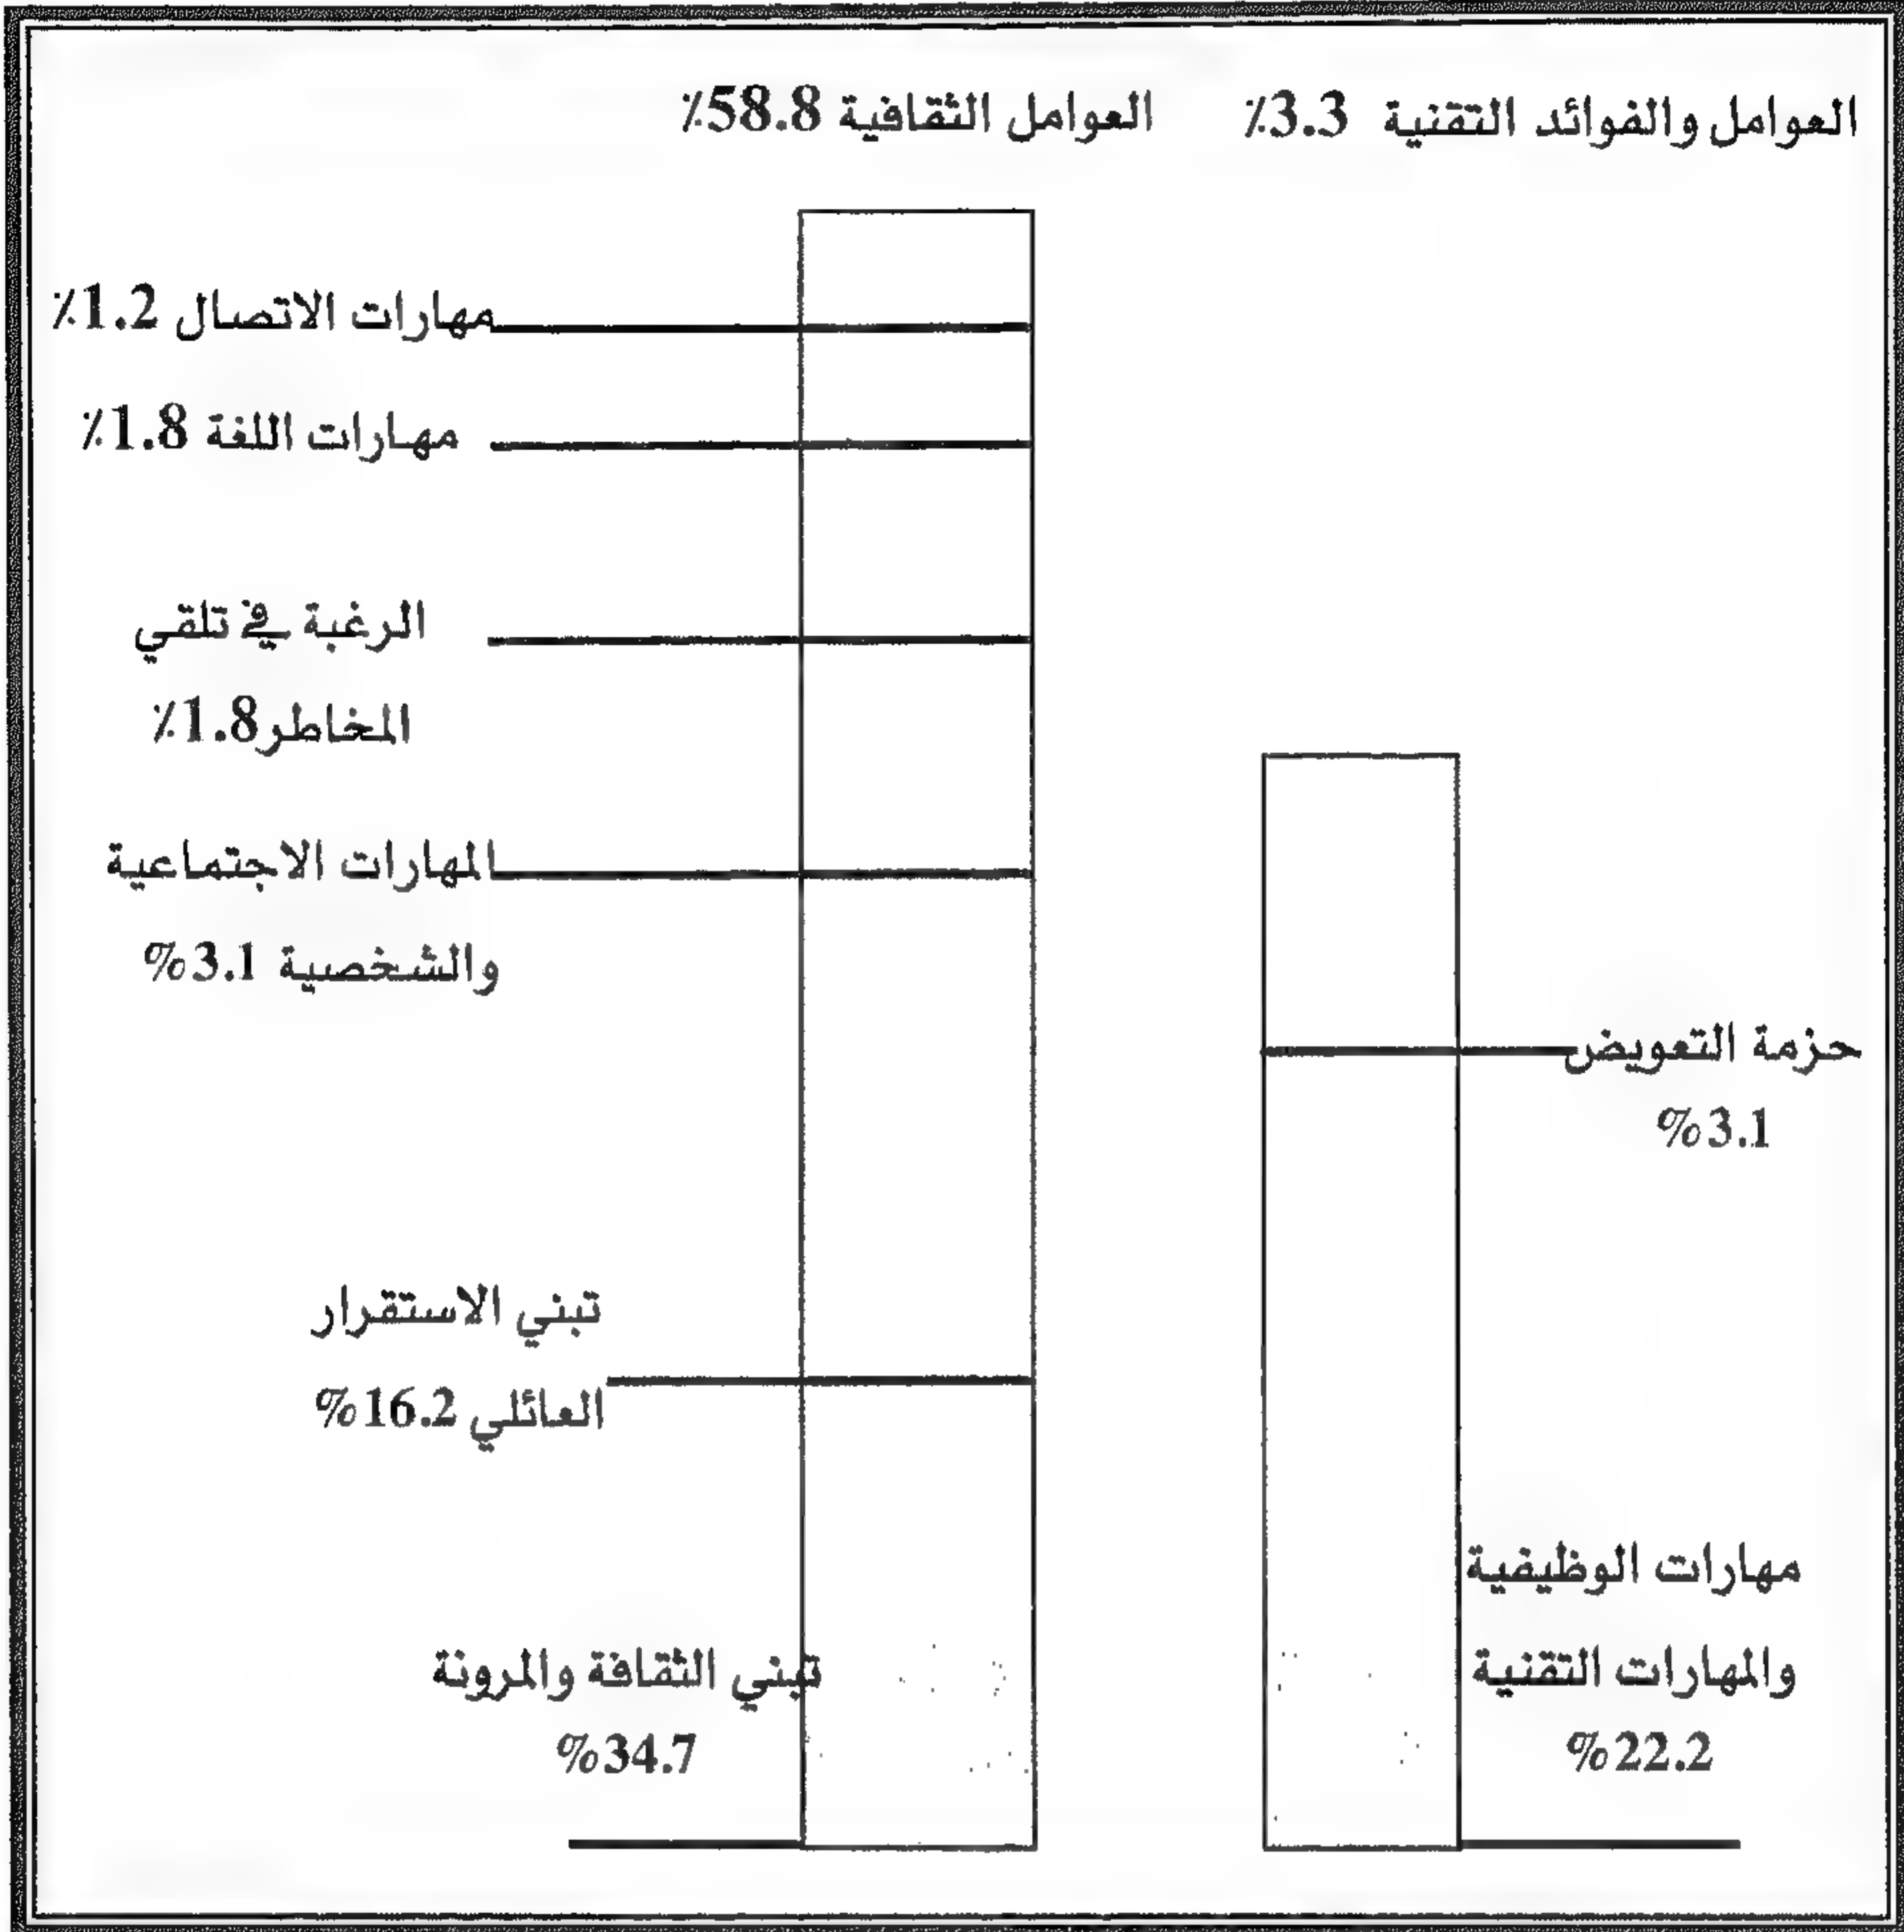 العوامل والفوائد التقنية 3.3٪
العوامل الثقافية 58.8٪
مهارات الاتصال 1.2٪
مهارات اللغة 1.8٪
الرغبة في تلقي
المخاطر 1.8٪
المهارات الاجتماعية
والشخصية 3.1%
حزمة التعويض
3.1%
تبني الاستقرار
العائلي 16.2%
مهارات الوظيفية
والمهارات التقنية
22.2%
تبني الثقافة والمرونة
34.7%